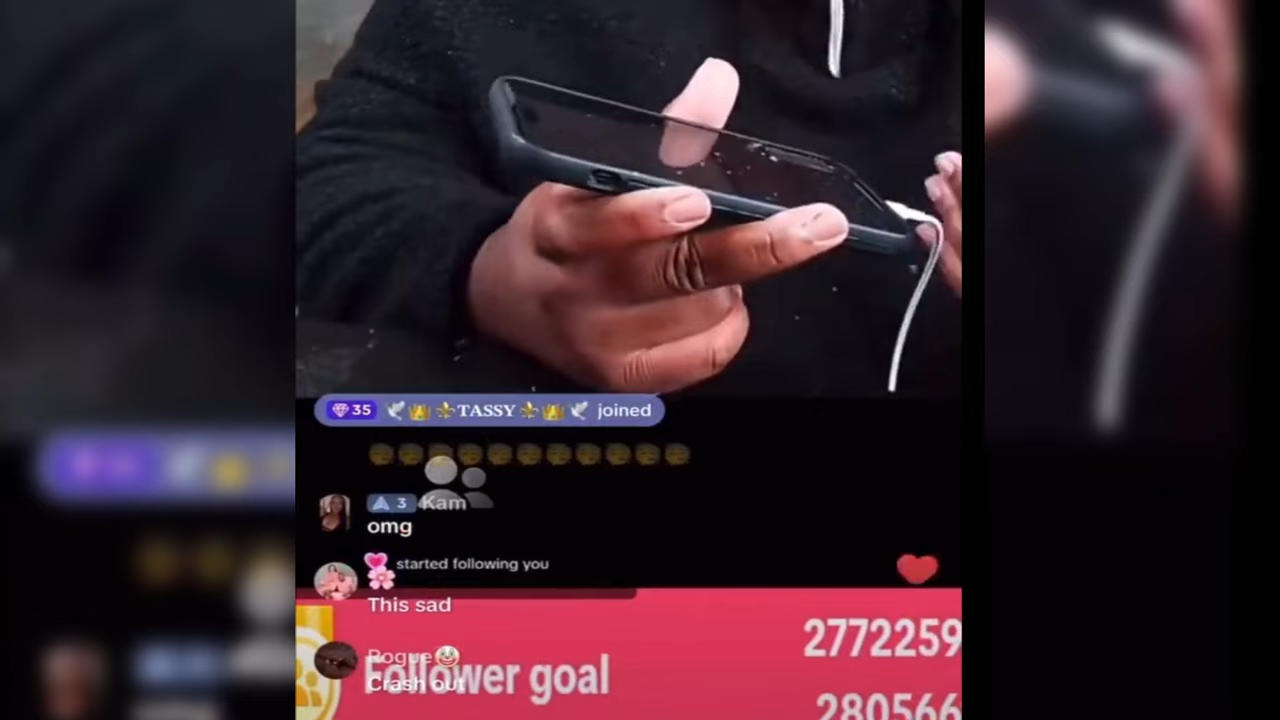 35 🕊👑⚜TASSY⚜👑🕊 joined
3 Kam
omg
started following you
This sad
2772259
Rogue🤡
Follower goal
Crash out
280566